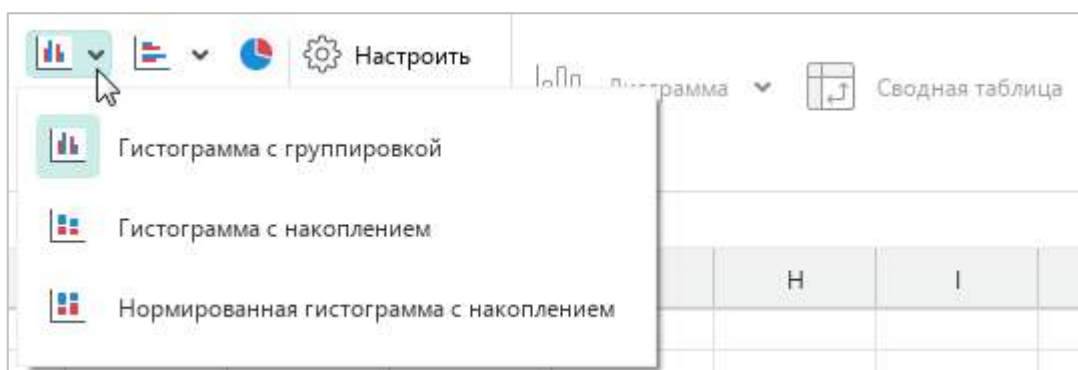 Настроить
Сводная таблица
Гистограмма с группировкой
Гистограмма с накоплением
Нормированная гистограмма с накоплением
H I